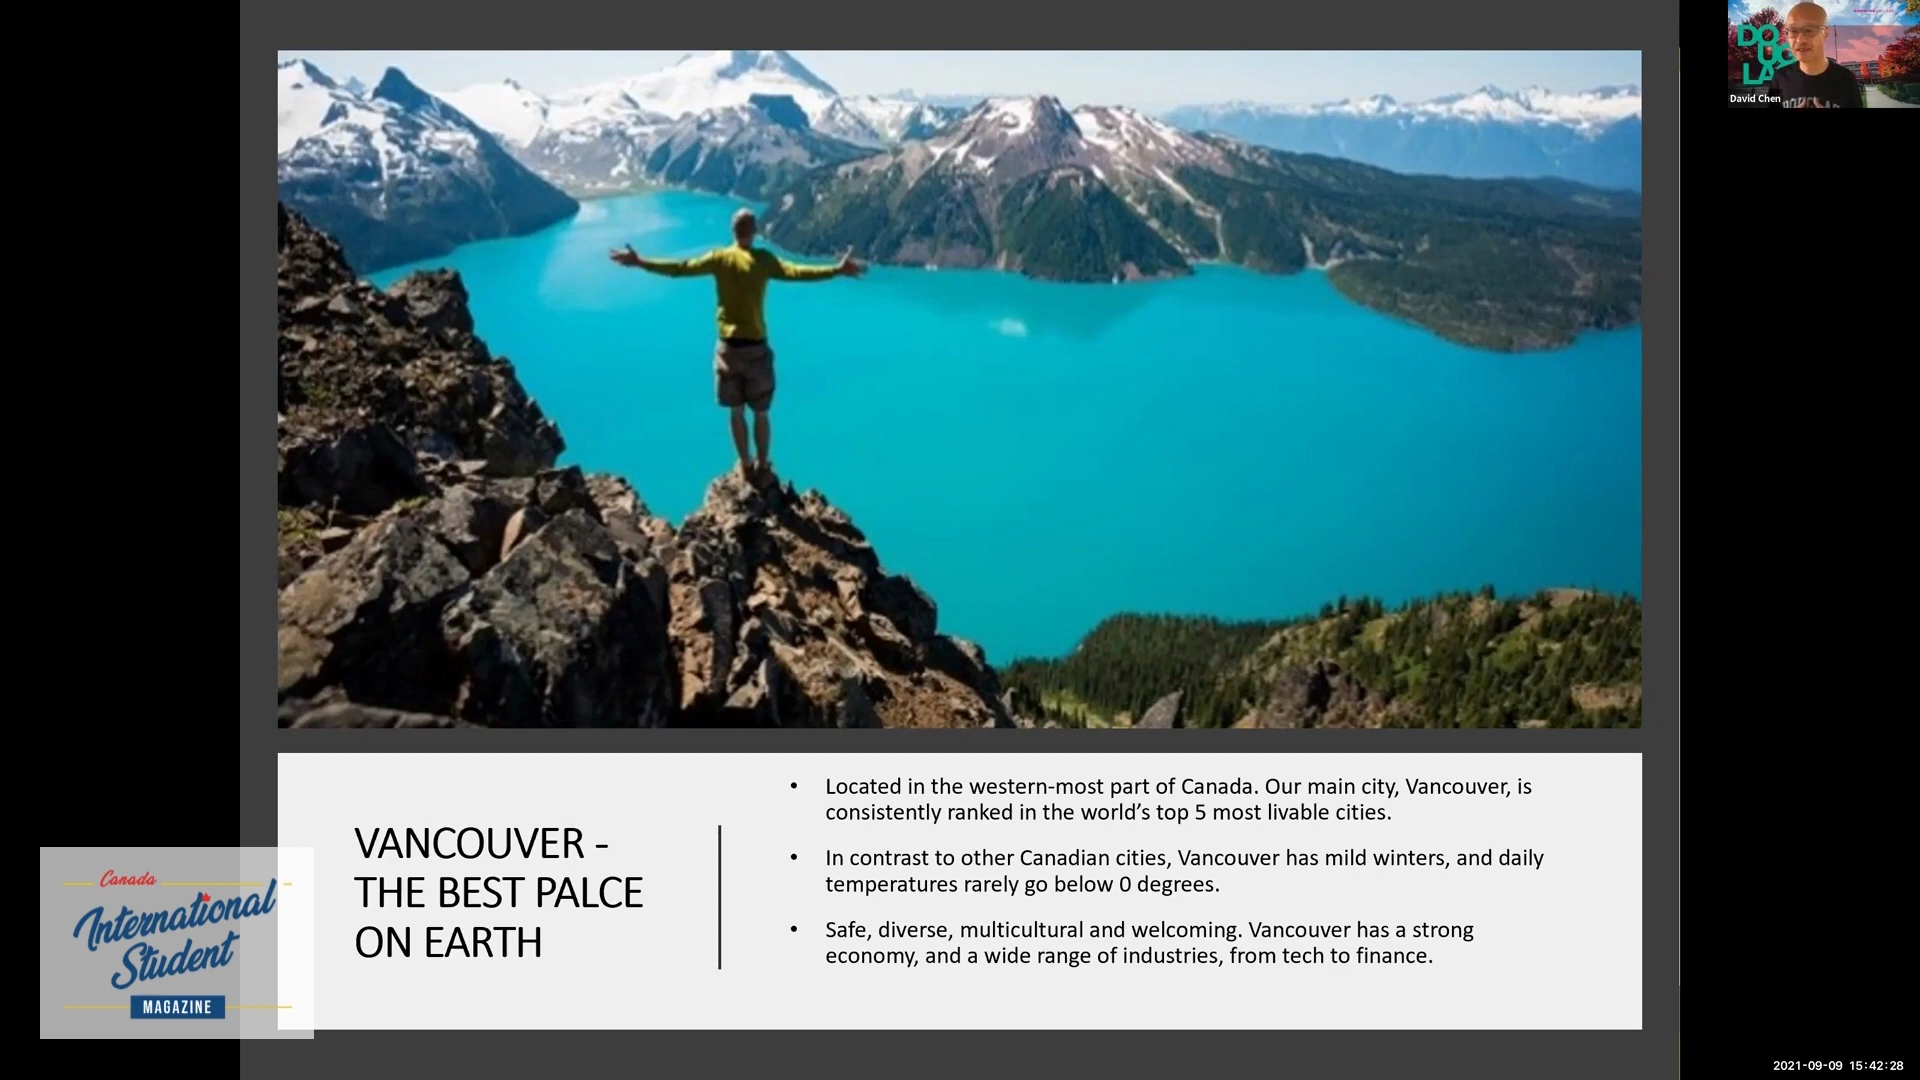 DO
UG
LA
David Chen
VANCOUVER -
THE BEST PALCE
ON EARTH
• Located in the western-most part of Canada. Our main city, Vancouver, is
consistently ranked in the world’s top 5 most livable cities.
• In contrast to other Canadian cities, Vancouver has mild winters, and daily
temperatures rarely go below 0 degrees.
• Safe, diverse, multicultural and welcoming. Vancouver has a strong
economy, and a wide range of industries, from tech to finance.
Canada
International
Student
MAGAZINE
2021-09-09 15:42:28